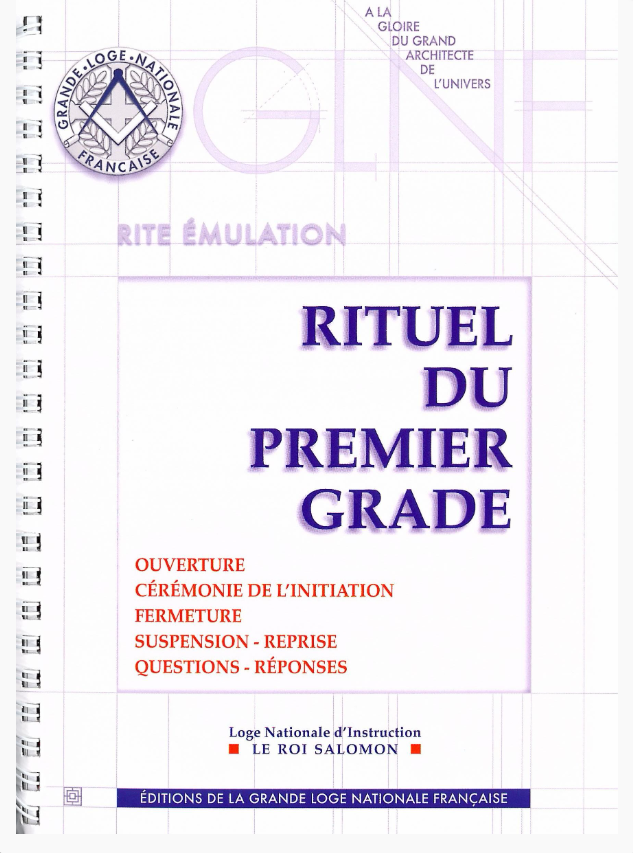 A LA
GLOIRE
DU GRAND
ARCHITECTE
DE
L'UNIVERS
GRANDE • LOGE • NATIONALE
FRANÇAISE
GLNF
RITE ÉMULATION
RITUEL
DU
PREMIER
GRADE
OUVERTURE
CÉRÉMONIE DE L'INITIATION
FERMETURE
SUSPENSION - REPRISE
QUESTIONS - RÉPONSES
Loge Nationale d'Instruction
■ LE ROI SALOMON ■
ÉDITIONS DE LA GRANDE LOGE NATIONALE FRANÇAISE